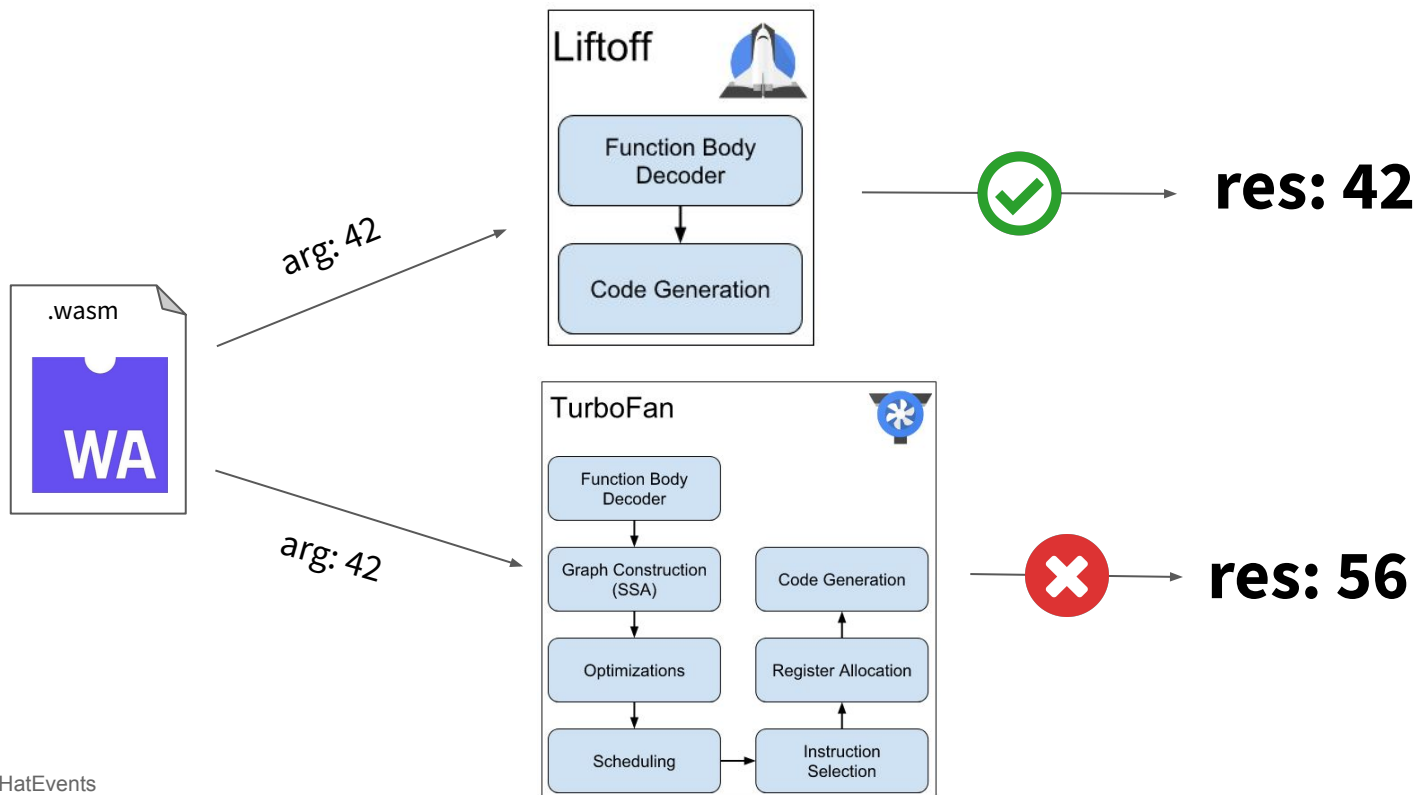 Liftoff
Function Body
Decoder
Code Generation
res: 42
arg: 42
.wasm
WA
arg: 42
TurboFan
Function Body
Decoder
Graph Construction
(SSA)
Optimizations
Scheduling
Instruction
Selection
Register Allocation
Code Generation
res: 56
HatEvents